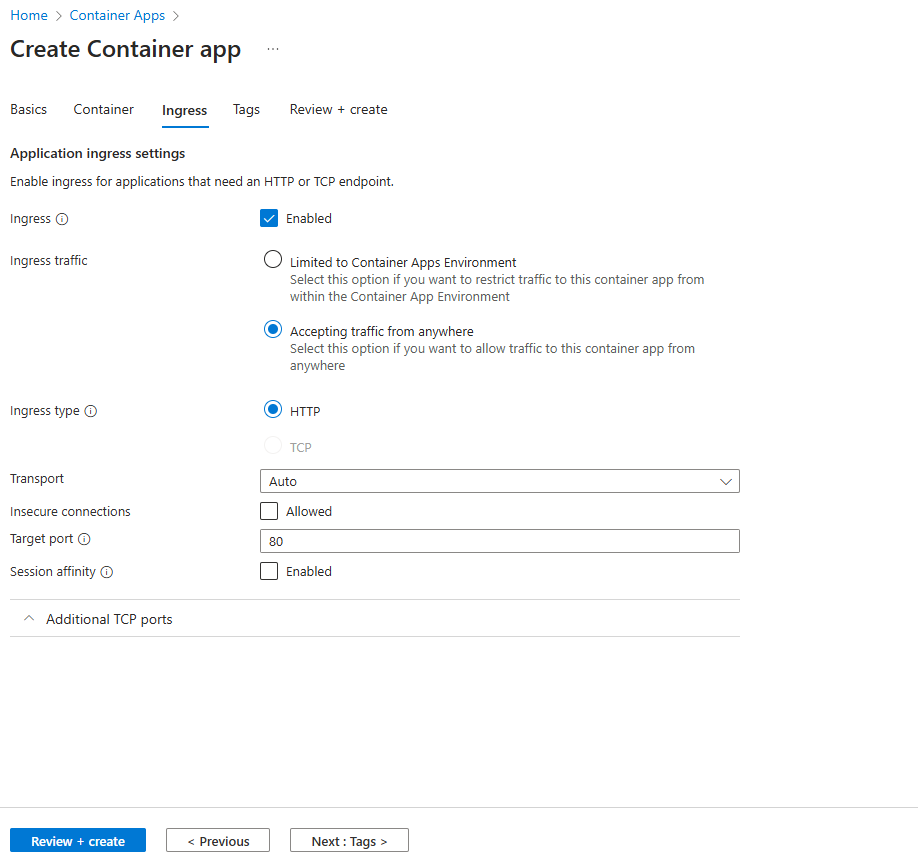 Home > Container Apps >
Create Container app ...
Basics Container Ingress Tags Review + create
Application ingress settings
Enable ingress for applications that need an HTTP or TCP endpoint.
Ingress Enabled
Ingress traffic Limited to Container Apps Environment
Select this option if you want to restrict traffic to this container app from
within the Container App Environment
Accepting traffic from anywhere
Select this option if you want to allow traffic to this container app from
anywhere
Ingress type HTTP
TCP
Transport Auto
Insecure connections Allowed
Target port 80
Session affinity Enabled
Additional TCP ports
Review + create < Previous Next : Tags >